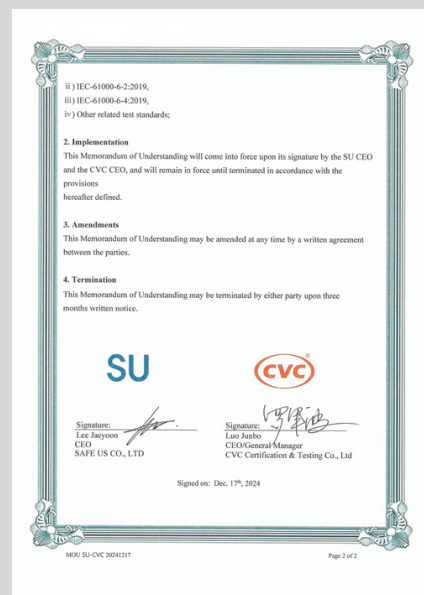 ii) IEC-61000-6-2:2019,
iii) IEC-61000-6-4:2019,
iv) Other related test standards;
2. Implementation
This Memorandum of Understanding will come into force upon its signature by the SU CEO
and the CVC CEO, and will remain in force until terminated in accordance with the
provisions
hereafter defined.
3. Amendments
This Memorandum of Understanding may be amended at any time by a written agreement
between the parties.
4. Termination
This Memorandum of Understanding may be terminated by either party upon three
months written notice.
SU
CVC®
Signature:
Lee Jaeyoon
CEO
SAFE US CO., LTD
Signature:
Luo Junbo
CEO/General Manager
CVC Certification & Testing Co., Ltd
Signed on: Dec. 17th, 2024
MOU SU-CVC 20241217
Page 2 of 2